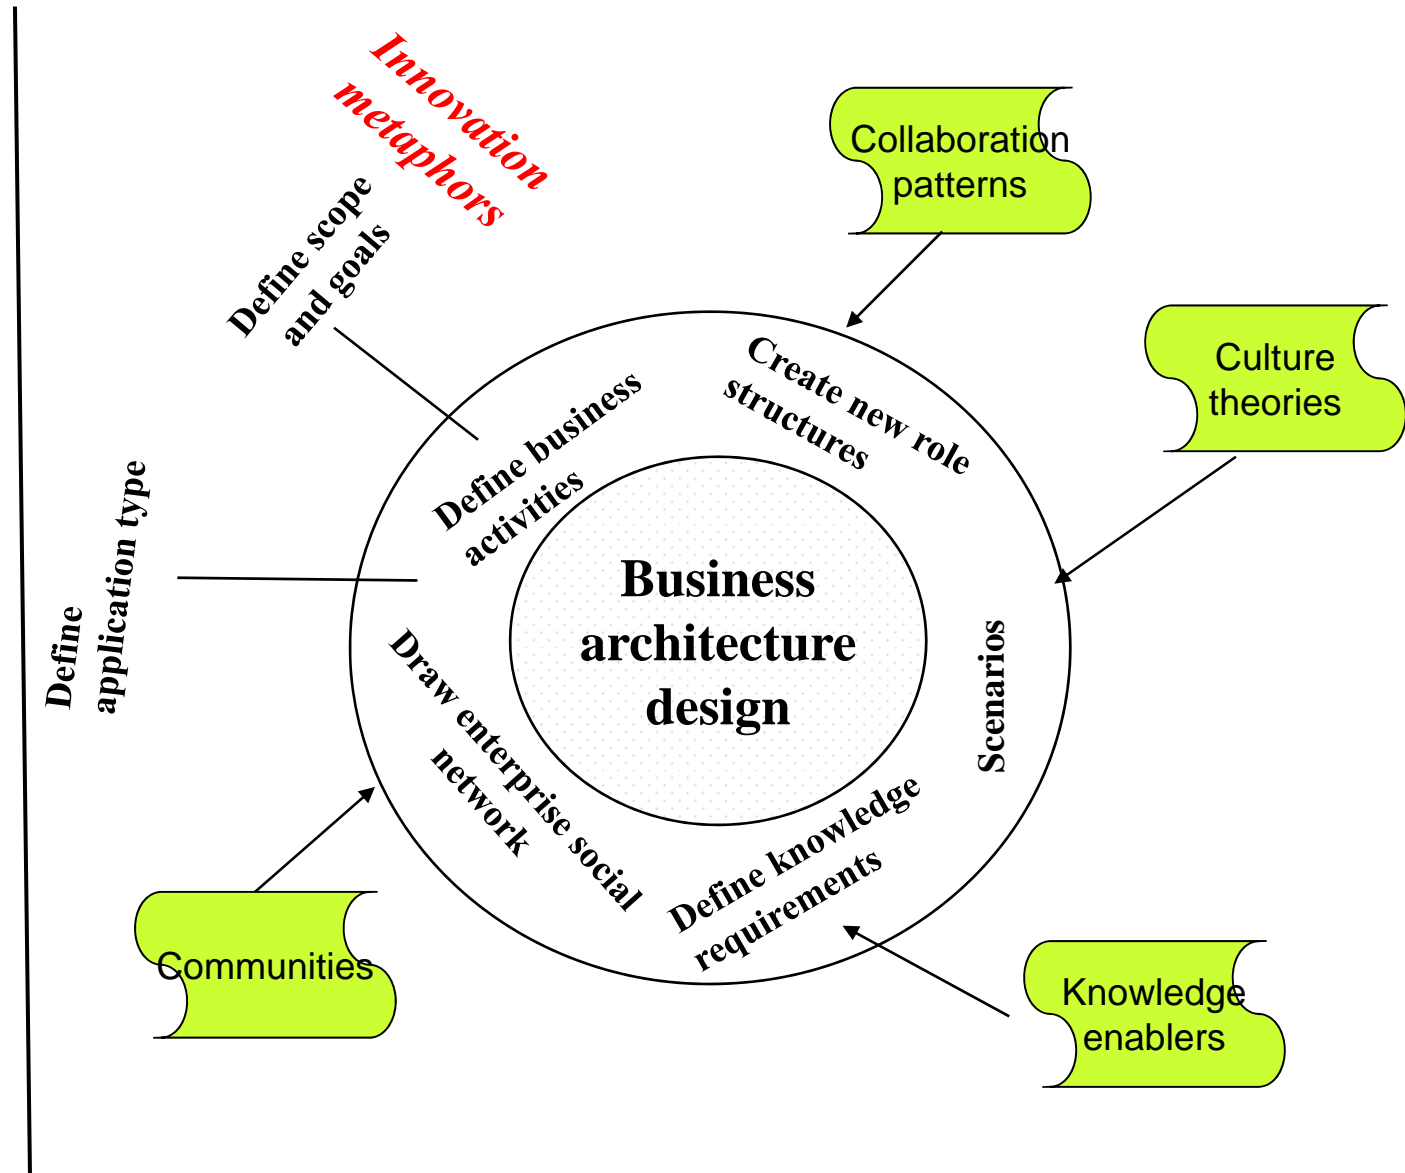 Innovation
metaphors
Define scope
and goals
Collaboration
patterns
Culture
theories
Create new role
structures
Define business
activities
Define
application type
Business
architecture
design
Scenarios
Draw enterprise social
network
Define knowledge
requirements
Communities
Knowledge
enablers